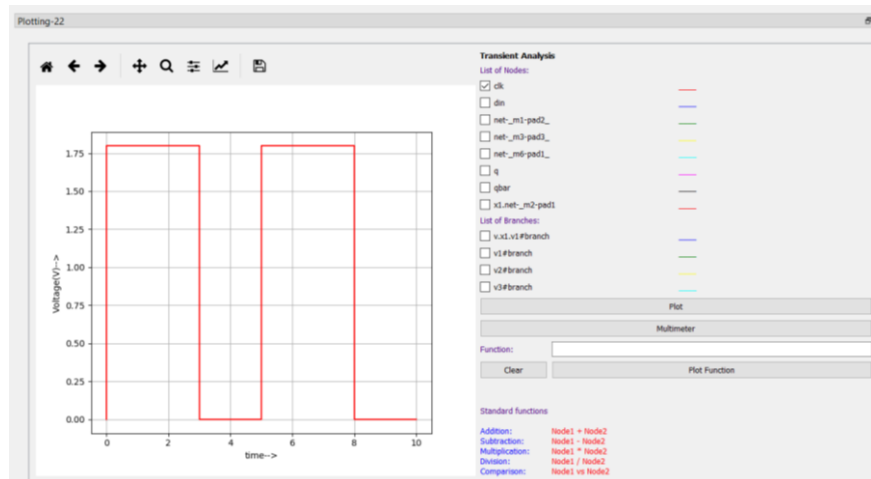 Plotting-22
Transient Analysis
List of Nodes:
clk
din
net-_m1-pad2_
net-_m3-pad3_
net-_m6-pad1_
q
qbar
x1.net-_m2-pad1
List of Branches:
v.x1.v1#branch
v1#branch
v2#branch
v3#branch
Plot
Multimeter
Function:
Clear Plot Function
Standard functions
Addition: Node1 + Node2
Subtraction: Node1 - Node2
Multiplication: Node1 * Node2
Division: Node1 / Node2
Comparison: Node1 vs Node2
Voltage(V)-->
1.75
1.50
1.25
1.00
0.75
0.50
0.25
0.00
0 2 4 6 8 10
time-->